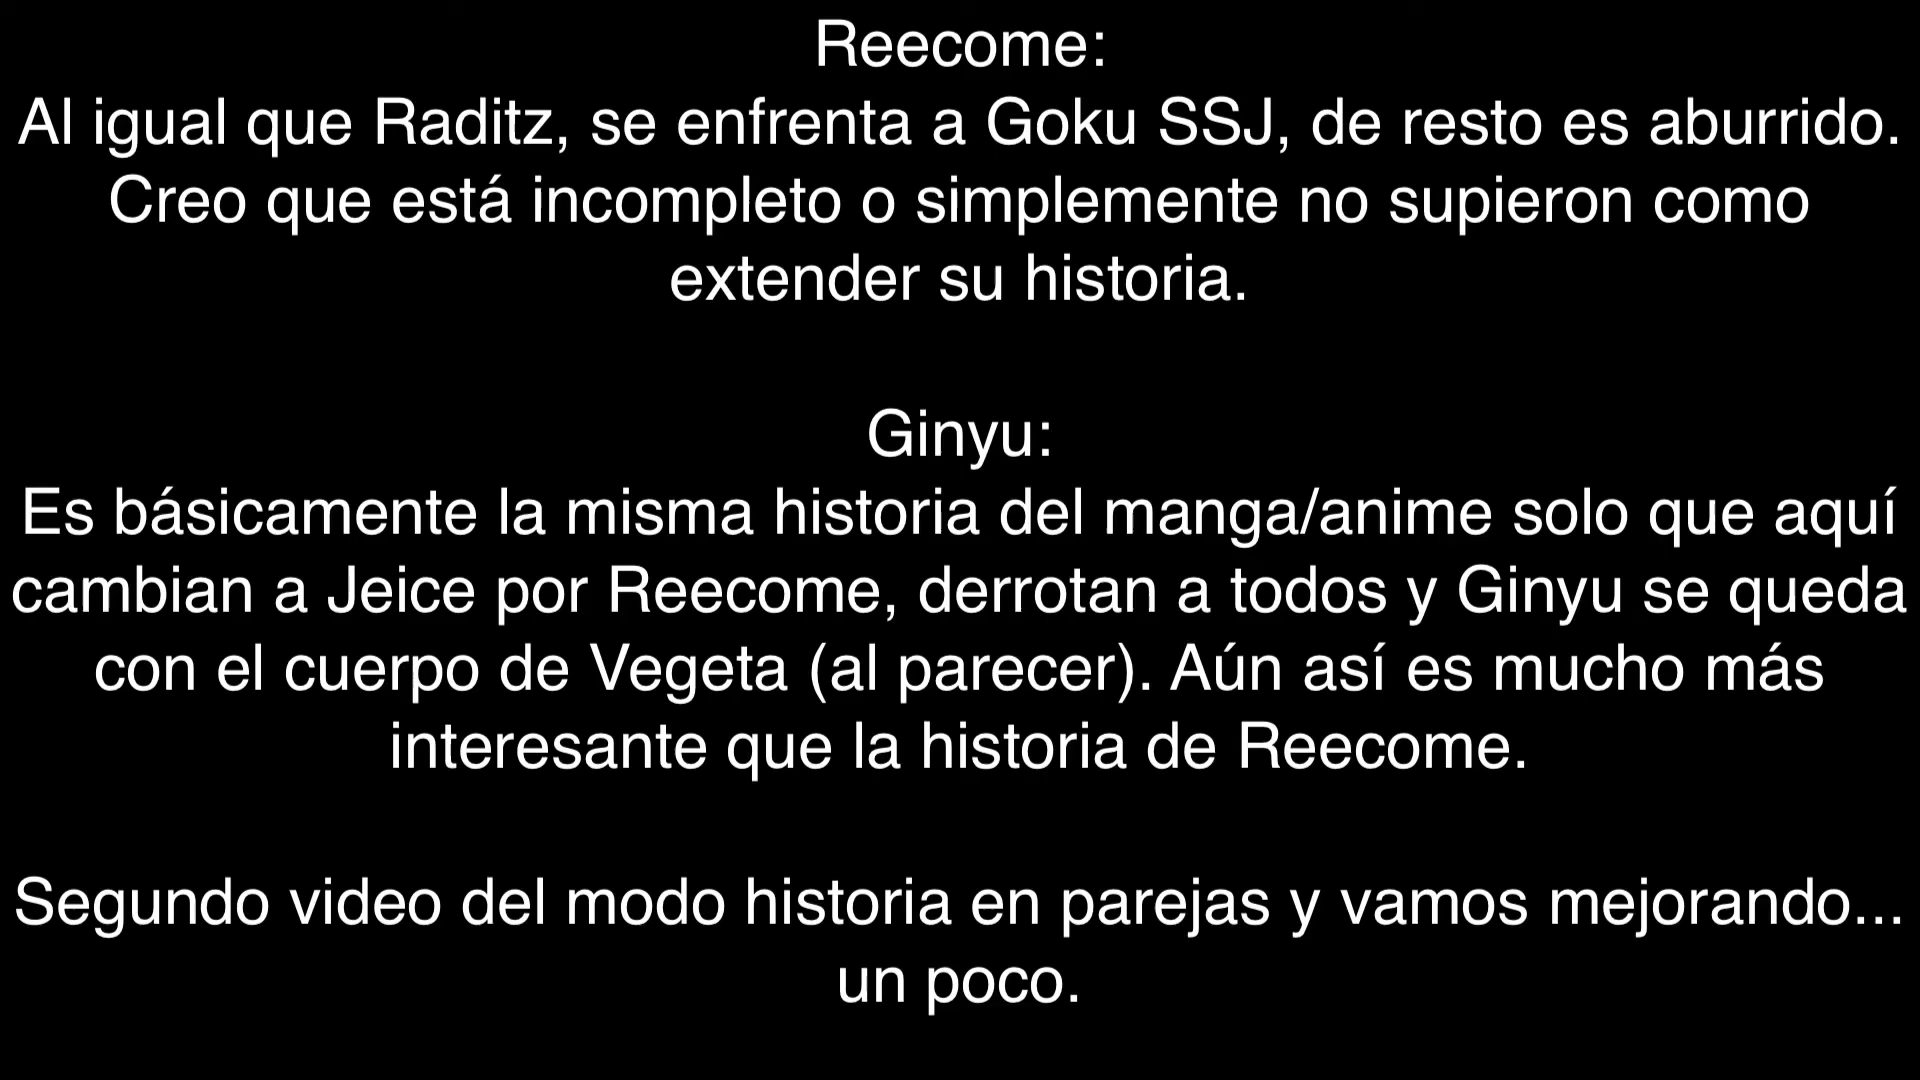 Reecome:
Al igual que Raditz, se enfrenta a Goku SSJ, de resto es aburrido.
Creo que está incompleto o simplemente no supieron como
extender su historia.
Ginyu:
Es básicamente la misma historia del manga/anime solo que aquí
cambian a Jeice por Reecome, derrotan a todos y Ginyu se queda
con el cuerpo de Vegeta (al parecer). Aún así es mucho más
interesante que la historia de Reecome.
Segundo video del modo historia en parejas y vamos mejorando...
un poco.